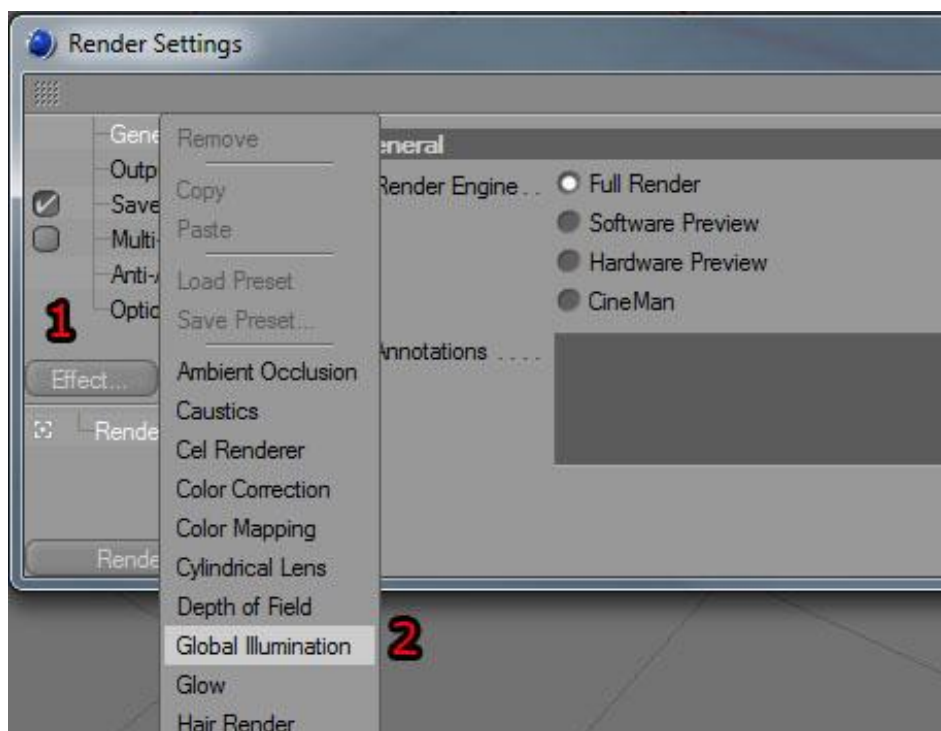 Render Settings
Gene
Outp
Save
Multi-
Anti-A
Optio
1
Effect...
Rende
Rende
Remove
Copy
Paste
Load Preset
Save Preset...
Ambient Occlusion
Caustics
Cel Renderer
Color Correction
Color Mapping
Cylindrical Lens
Depth of Field
Global Illumination
2
Glow
Hair Render
eneral
Render Engine . .
Full Render
Software Preview
Hardware Preview
CineMan
Annotations . . . .